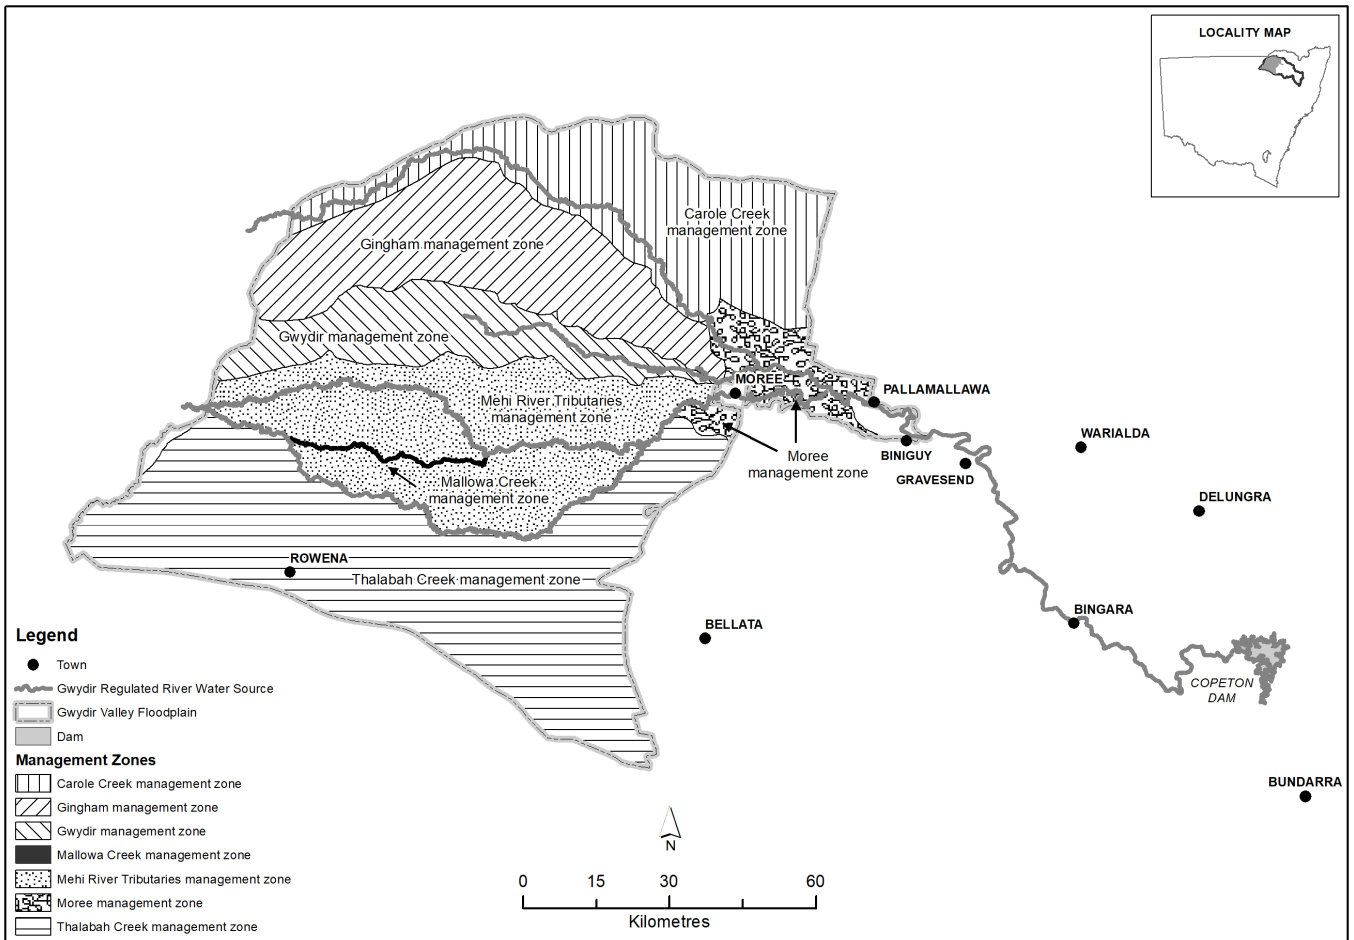 LOCALITY MAP
Carole Creek
management zone
Gingham management zone
Gwydir management zone
MOREE
PALLAMALLAWA
Mehi River Tributaries
management zone
WARIALDA
BINIGUY
Moree
management zone
GRAVESEND
Mallowa Creek
management zone
DELUNGRA
ROWENA
Thalabah Creek management zone
BINGARA
BELLATA
COPETON
DAM
BUNDARRA
Legend
Town
Gwydir Regulated River Water Source
Gwydir Valley Floodplain
Dam
Management Zones
Carole Creek management zone
Gingham management zone
Gwydir management zone
Mallowa Creek management zone
Mehi River Tributaries management zone
Moree management zone
Thalabah Creek management zone
N
0 15 30 60
Kilometres